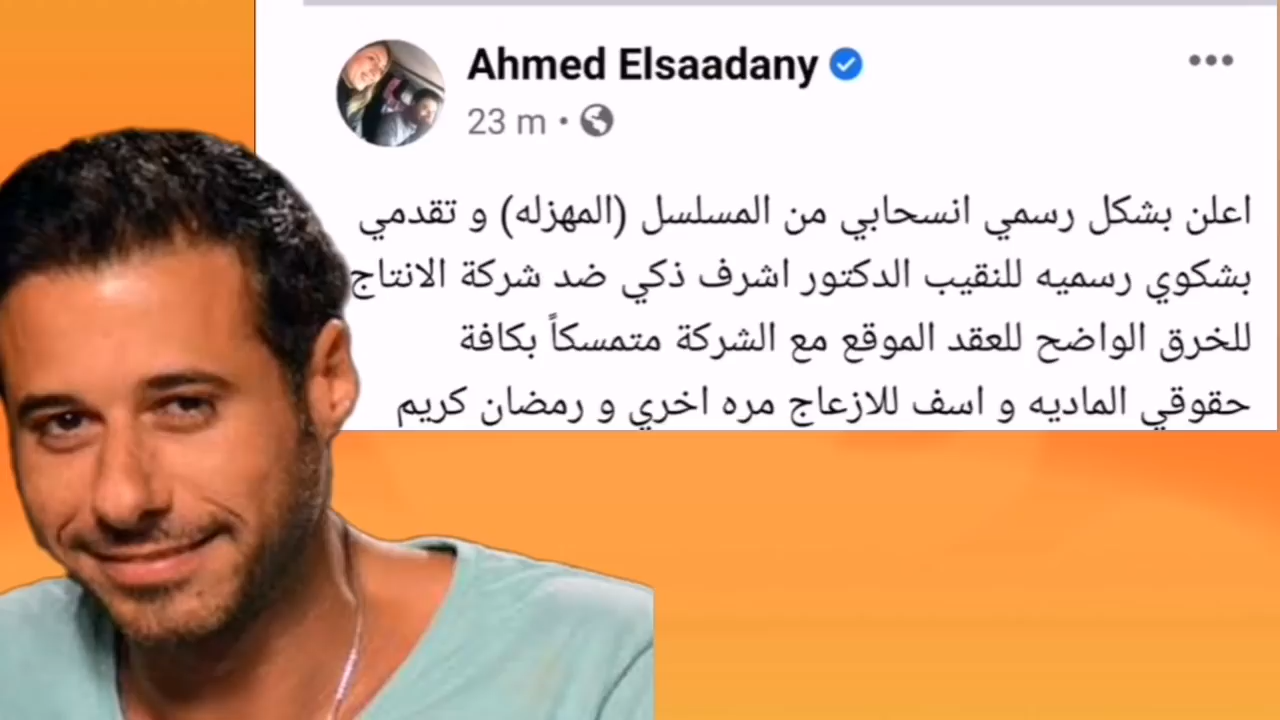 Ahmed Elsaadany
23 m
اعلن بشكل رسمي انسحابي من المسلسل (المهزله) و تقدمي
بشكوي رسميه للنقيب الدكتور اشرف ذكي ضد شركة الانتاج
للخرق الواضح للعقد الموقع مع الشركة متمسكاً بكافة
حقوقي الماديه و اسف للازعاج مره اخري و رمضان كريم